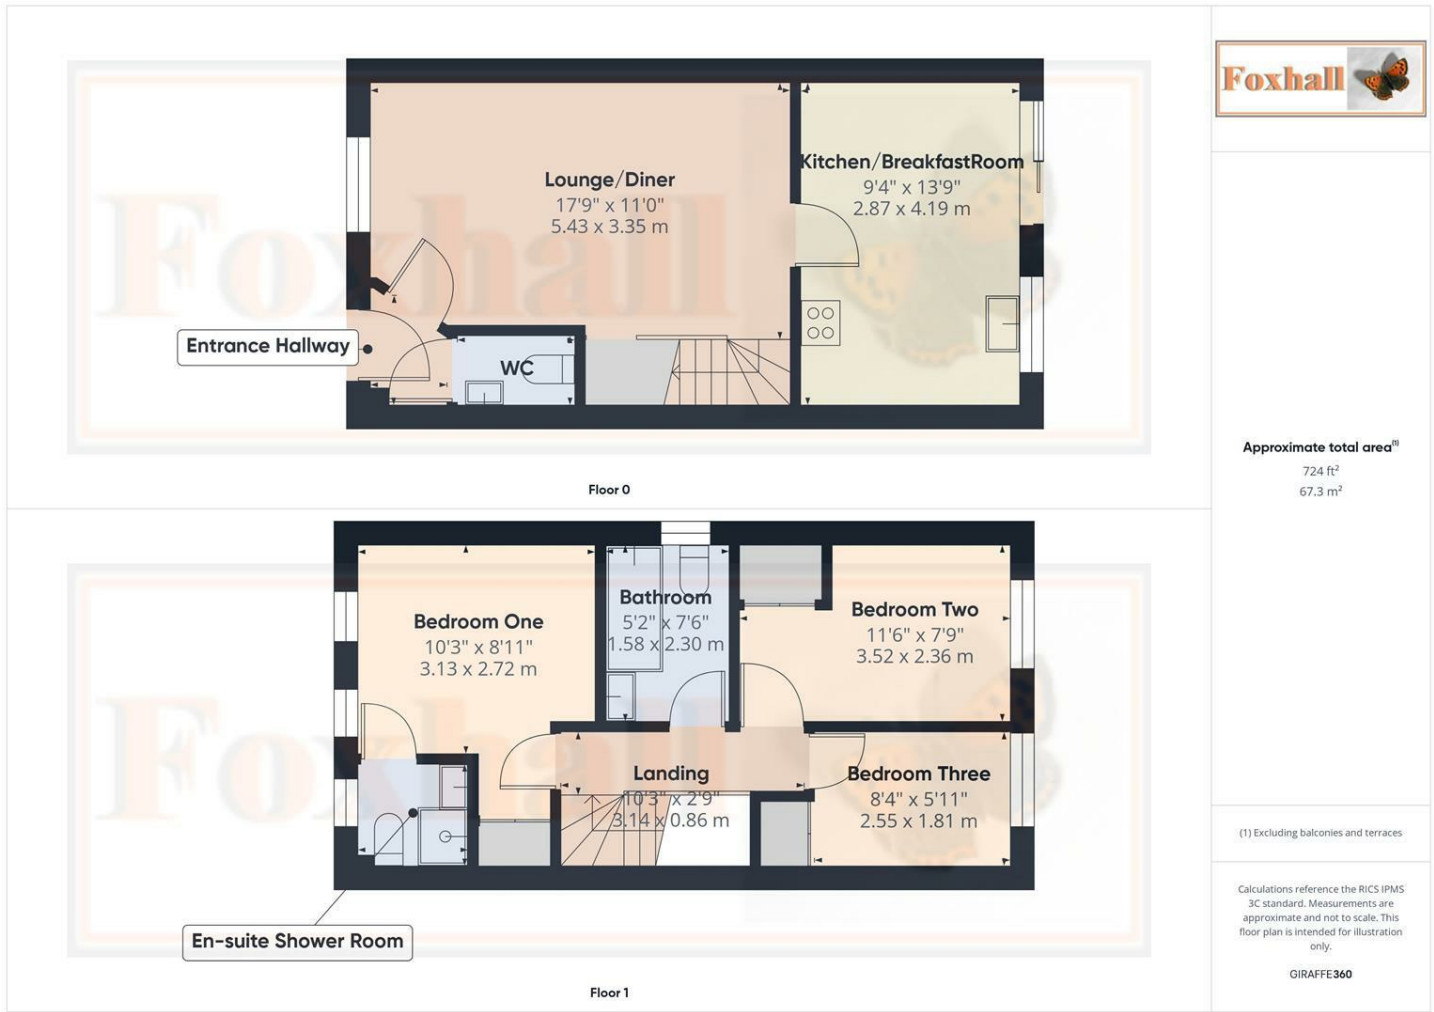 Foxhall
Lounge/Diner
17'9" x 11'0"
5.43 x 3.35 m
Kitchen/BreakfastRoom
9'4" x 13'9"
2.87 x 4.19 m
Foxhall
Entrance Hallway
WC
Floor 0
Bedroom One
10'3" x 8'11"
3.13 x 2.72 m
Bathroom
5'2" x 7'6"
1.58 x 2.30 m
Bedroom Two
11'6" x 7'9"
3.52 x 2.36 m
Foxhall
Landing
10'3" x 2'9"
3.14 x 0.86 m
Bedroom Three
8'4" x 5'11"
2.55 x 1.81 m
En-suite Shower Room
Floor 1
Approximate total area(1)
724 ft²
67.3 m²
(1) Excluding balconies and terraces
Calculations reference the RICS IPMS
3C standard. Measurements are
approximate and not to scale. This
floor plan is intended for illustration
only.
GIRAFFE360